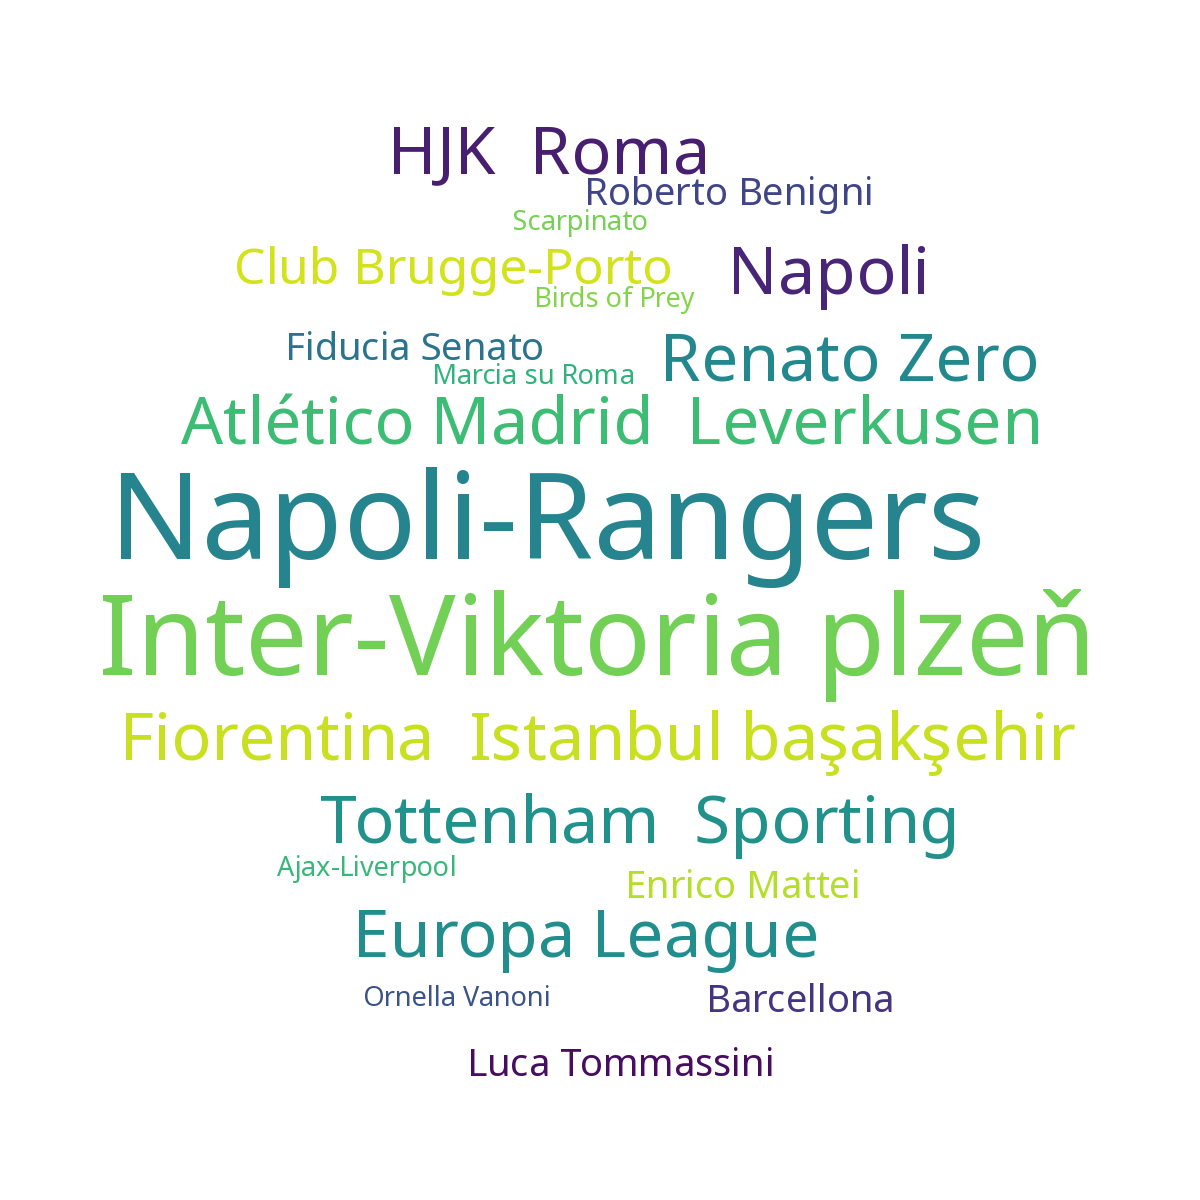 HJK  Roma
Roberto Benigni
Scarpinato
Club Brugge-Porto
Napoli
Birds of Prey
Fiducia Senato
Renato Zero
Marcia su Roma
Atlético Madrid  Leverkusen
Napoli-Rangers
Inter-Viktoria plzeň
Fiorentina  Istanbul başakşehir
Tottenham  Sporting
Ajax-Liverpool
Enrico Mattei
Europa League
Ornella Vanoni
Barcellona
Luca Tommassini